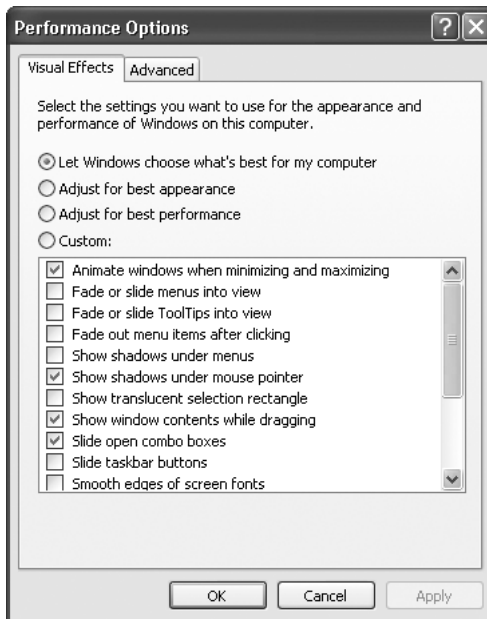 Performance Options
Visual Effects
Advanced
Select the settings you want to use for the appearance and
performance of Windows on this computer.
Let Windows choose what's best for my computer
Adjust for best appearance
Adjust for best performance
Custom:
Animate windows when minimizing and maximizing
Fade or slide menus into view
Fade or slide ToolTips into view
Fade out menu items after clicking
Show shadows under menus
Show shadows under mouse pointer
Show translucent selection rectangle
Show window contents while dragging
Slide open combo boxes
Slide taskbar buttons
Smooth edges of screen fonts
OK
Cancel
Apply